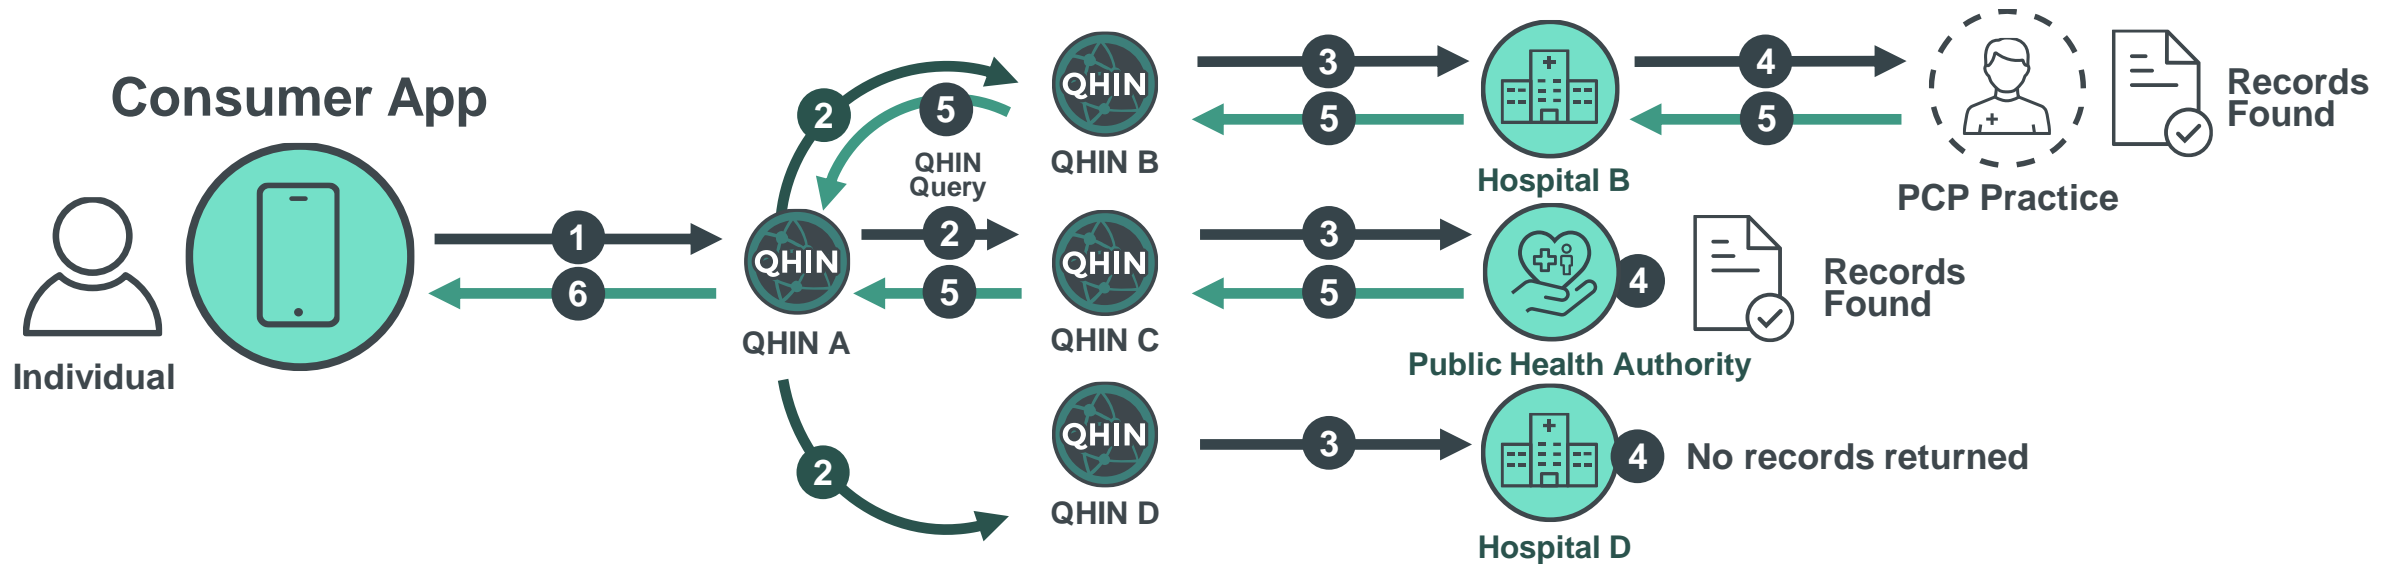 Consumer App
Individual
1
6
QHIN
QHIN A
2
5
QHIN
Query
2
5
2
QHIN
QHIN B
3
5
Hospital B
4
5
PCP Practice
Records
Found
QHIN
QHIN C
3
5
Public Health Authority
4
Records
Found
QHIN
QHIN D
3
Hospital D
4
No records returned